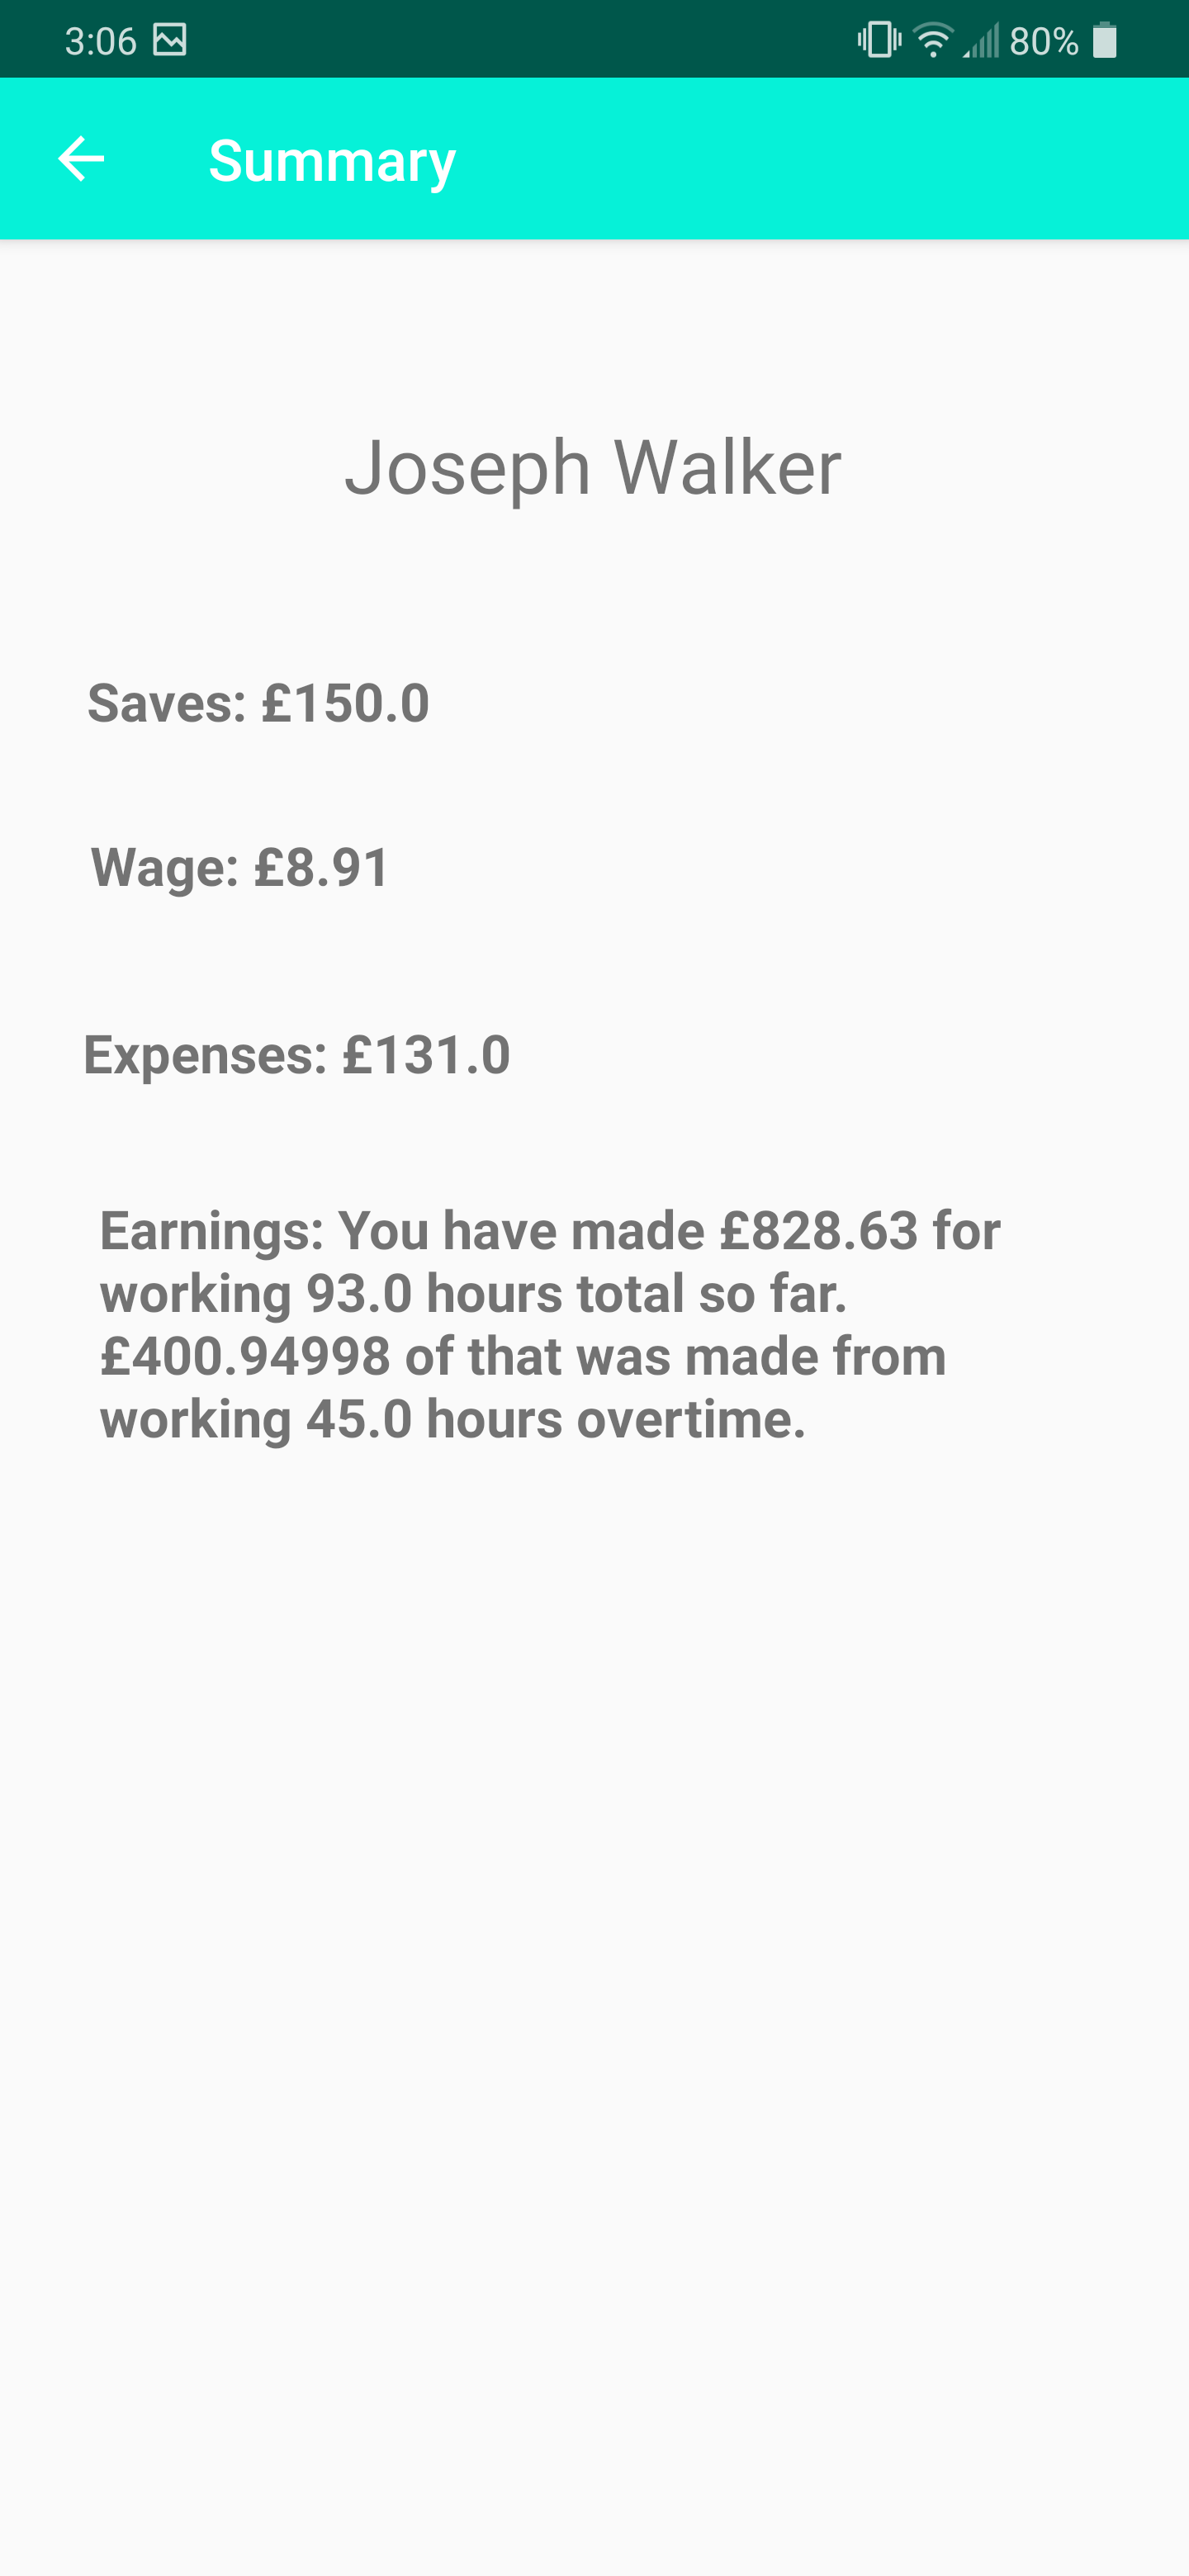 3:06 80%
Summary
Joseph Walker
Saves: £150.0
Wage: £8.91
Expenses: £131.0
Earnings: You have made £828.63 for
working 93.0 hours total so far.
£400.94998 of that was made from
working 45.0 hours overtime.